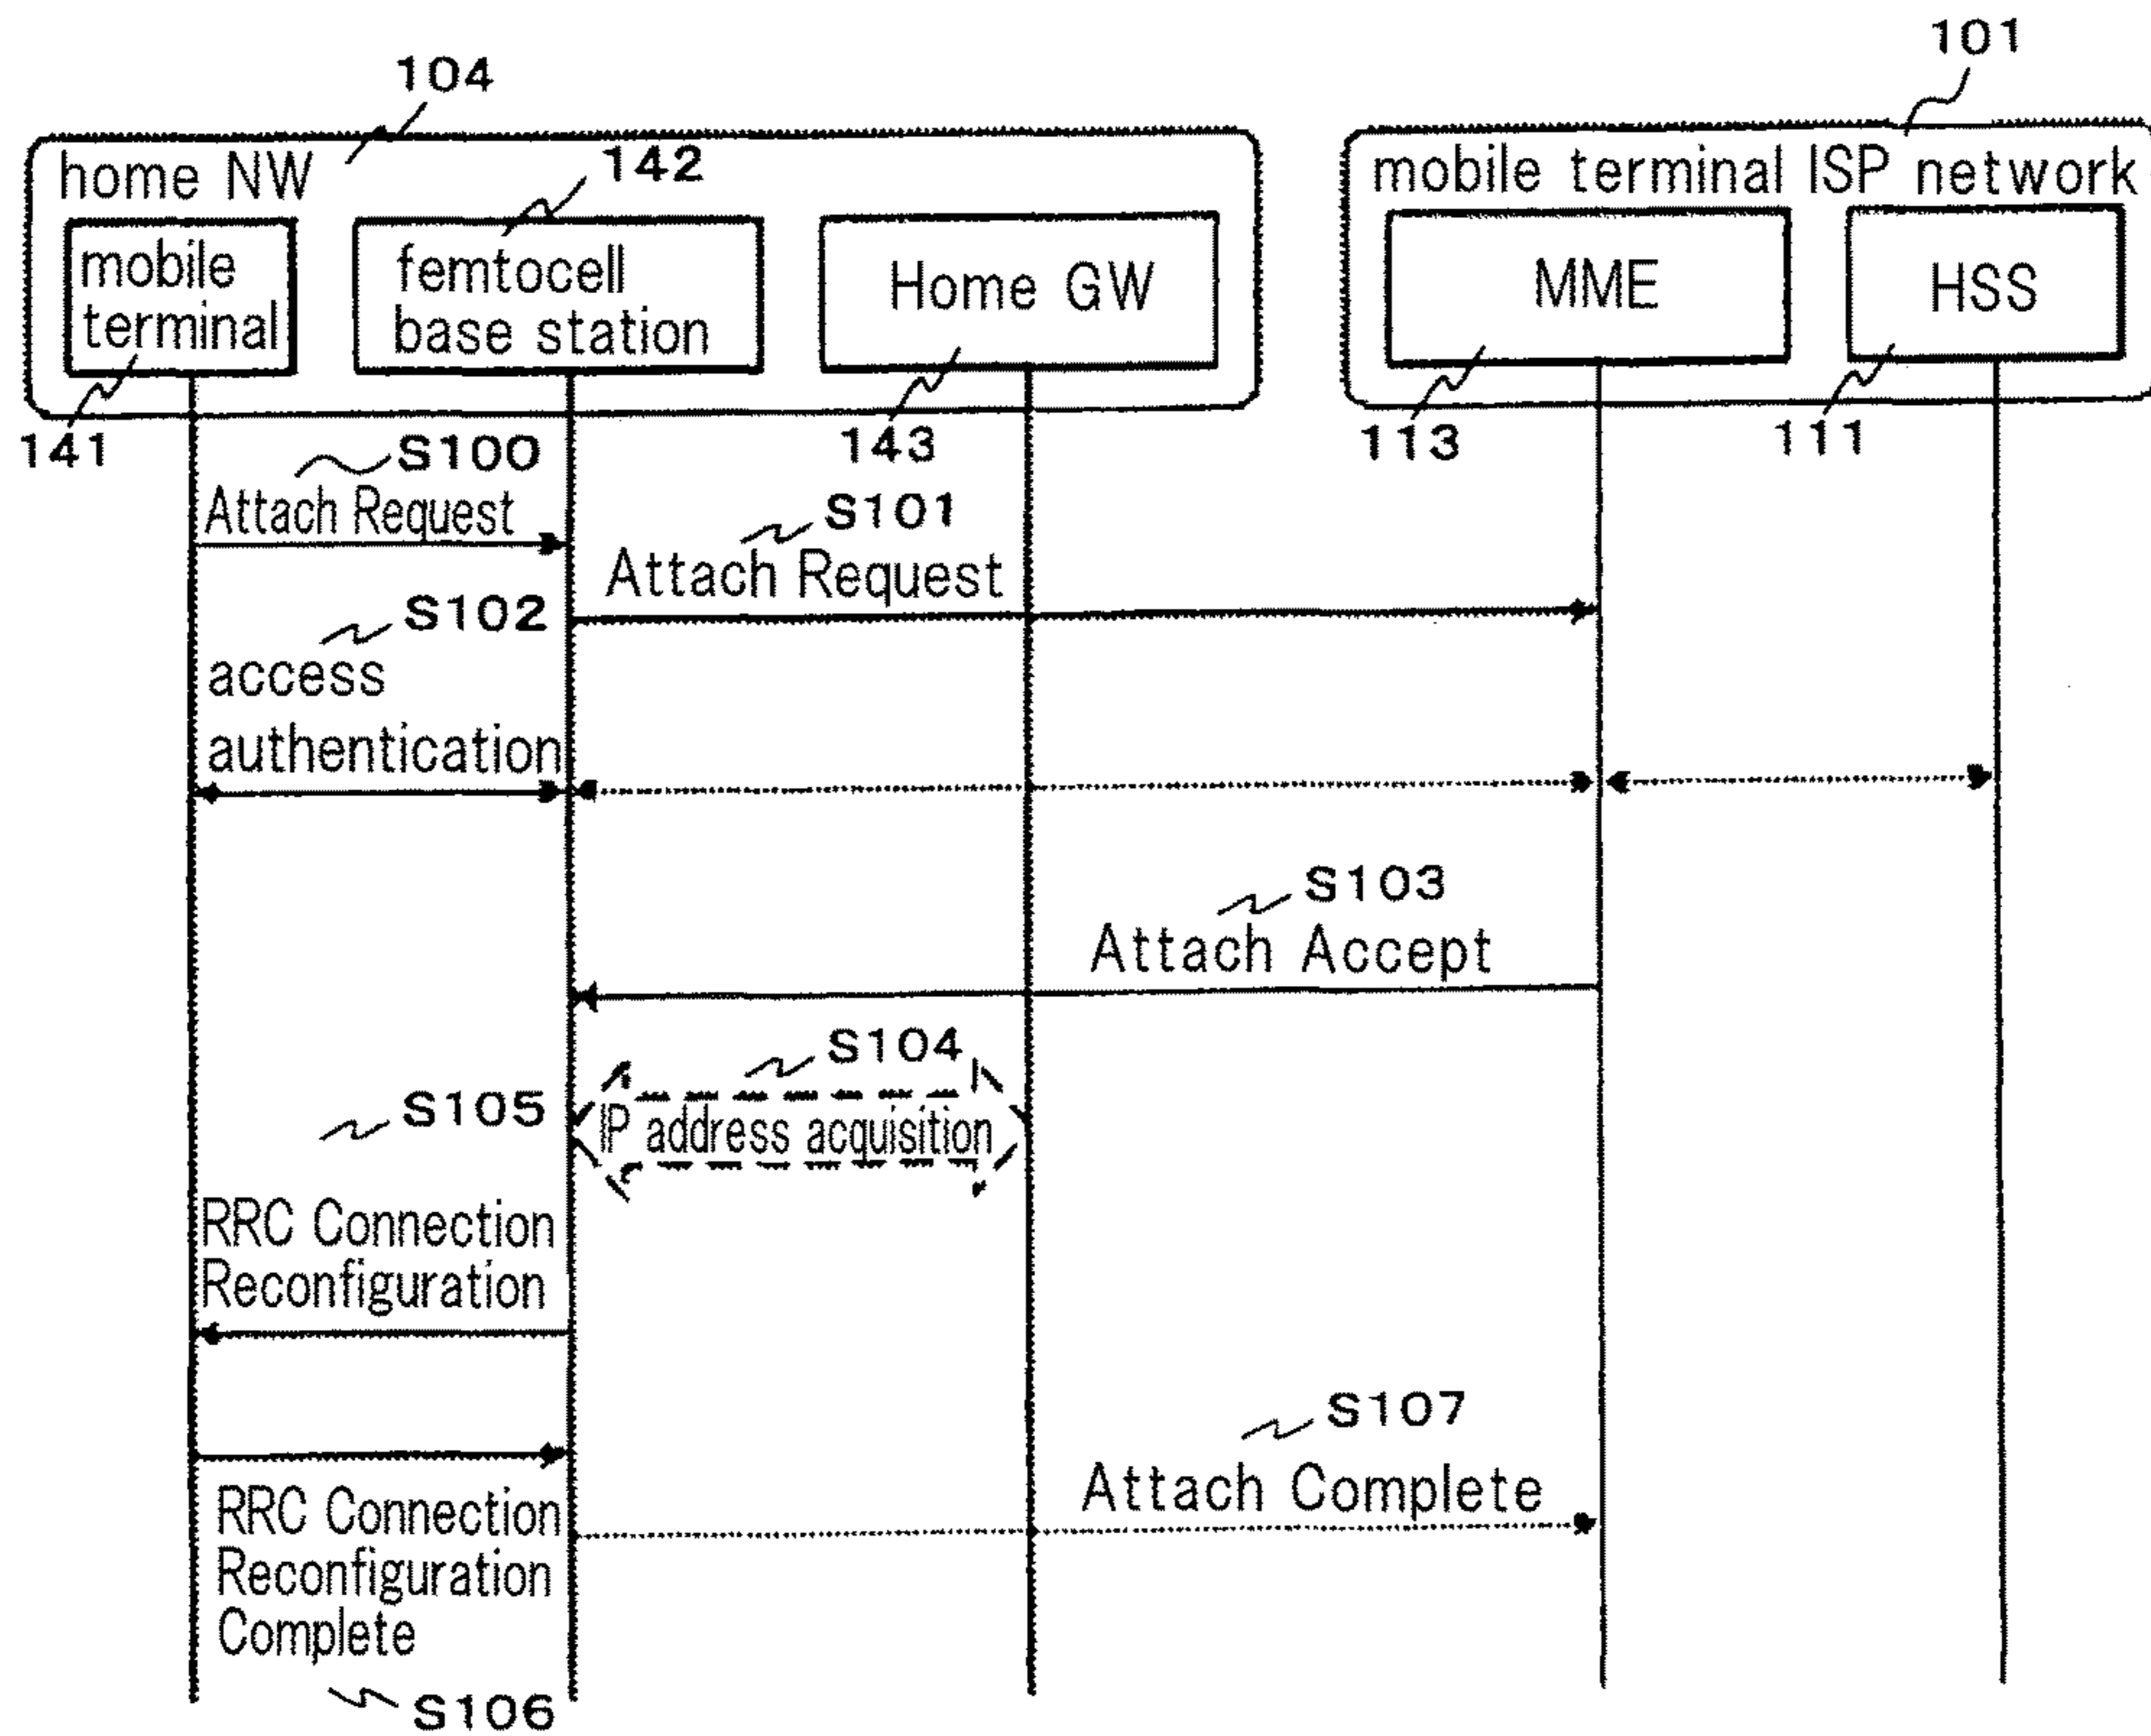 101
104
home NW
142
mobile terminal ISP network
mobile
terminal
femtocell
base station
Home GW
MME
HSS
141
143
113
111
S100
Attach Request
S101
Attach Request
S102
access
authentication
S103
Attach Accept
S104
IP address acquisition
S105
RRC Connection
Reconfiguration
S107
Attach Complete
RRC Connection
Reconfiguration
Complete
S106